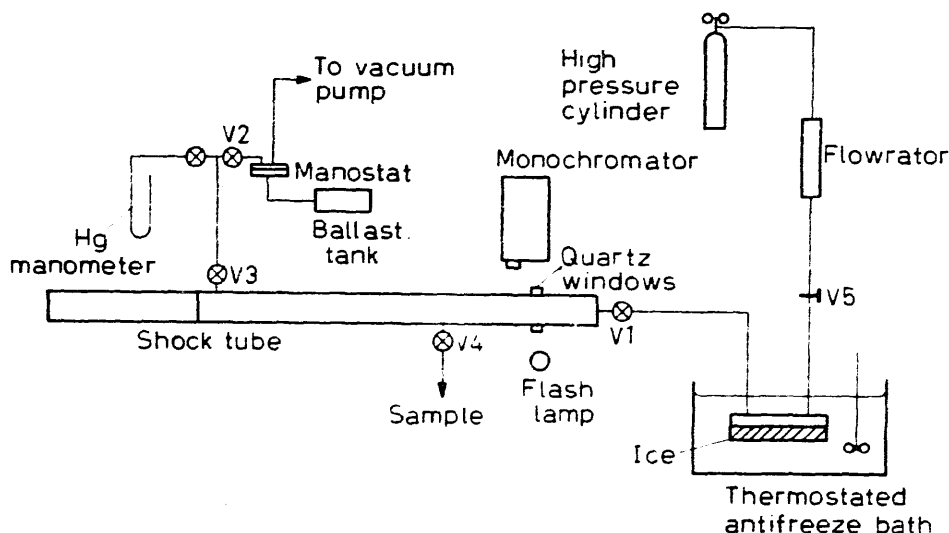 To vacuum
pump
High
pressure
cylinder
V2
Manostat
Monochromator
Flowrator
Hg
manometer
Ballast.
tank
Quartz
windows
V3
V5
Shock tube
V4
V1
Sample
Flash
lamp
Ice
Thermostated
antifreeze bath